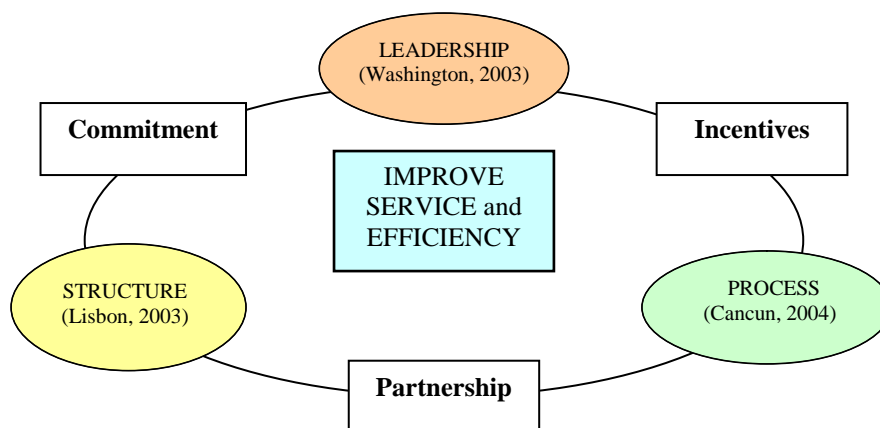 LEADERSHIP
(Washington, 2003)
Commitment
Incentives
IMPROVE
SERVICE and
EFFICIENCY
STRUCTURE
(Lisbon, 2003)
PROCESS
(Cancun, 2004)
Partnership